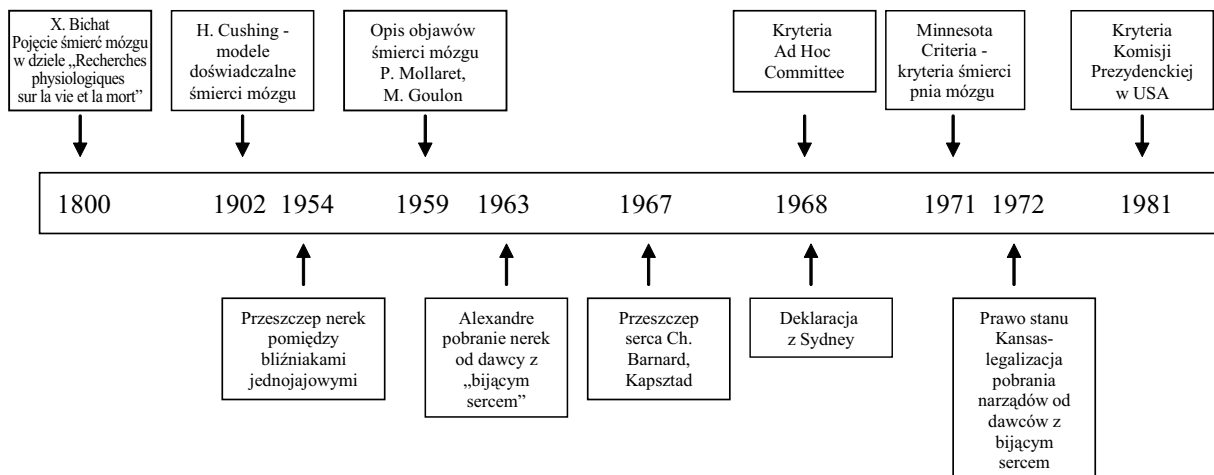 X. Bichat
Pojęcie śmierć mózgu
w dziele „Recherches
physiologiques
sur la vie et la mort”
H. Cushing -
modele
doświadczalne
śmierci mózgu
Opis objawów
śmierci mózgu
P. Mollaret,
M. Goulon
Kryteria
Ad Hoc
Committee
Minnesota
Criteria -
kryteria śmierci
pnia mózgu
Kryteria
Komisji
Prezydenckiej
w USA
1800 1902 1954 1959 1963 1967 1968 1971 1972 1981
Przeszczep nerek
pomiędzy
bliźniakami
jednojajowymi
Alexandre
pobranie nerek
od dawcy z
„bijącym
sercem”
Przeszczep
serca Ch.
Barnard,
Kapsztad
Deklaracja
z Sydney
Prawo stanu
Kansas-
legalizacja
pobrania
narządów od
dawców z
bijącym
sercem